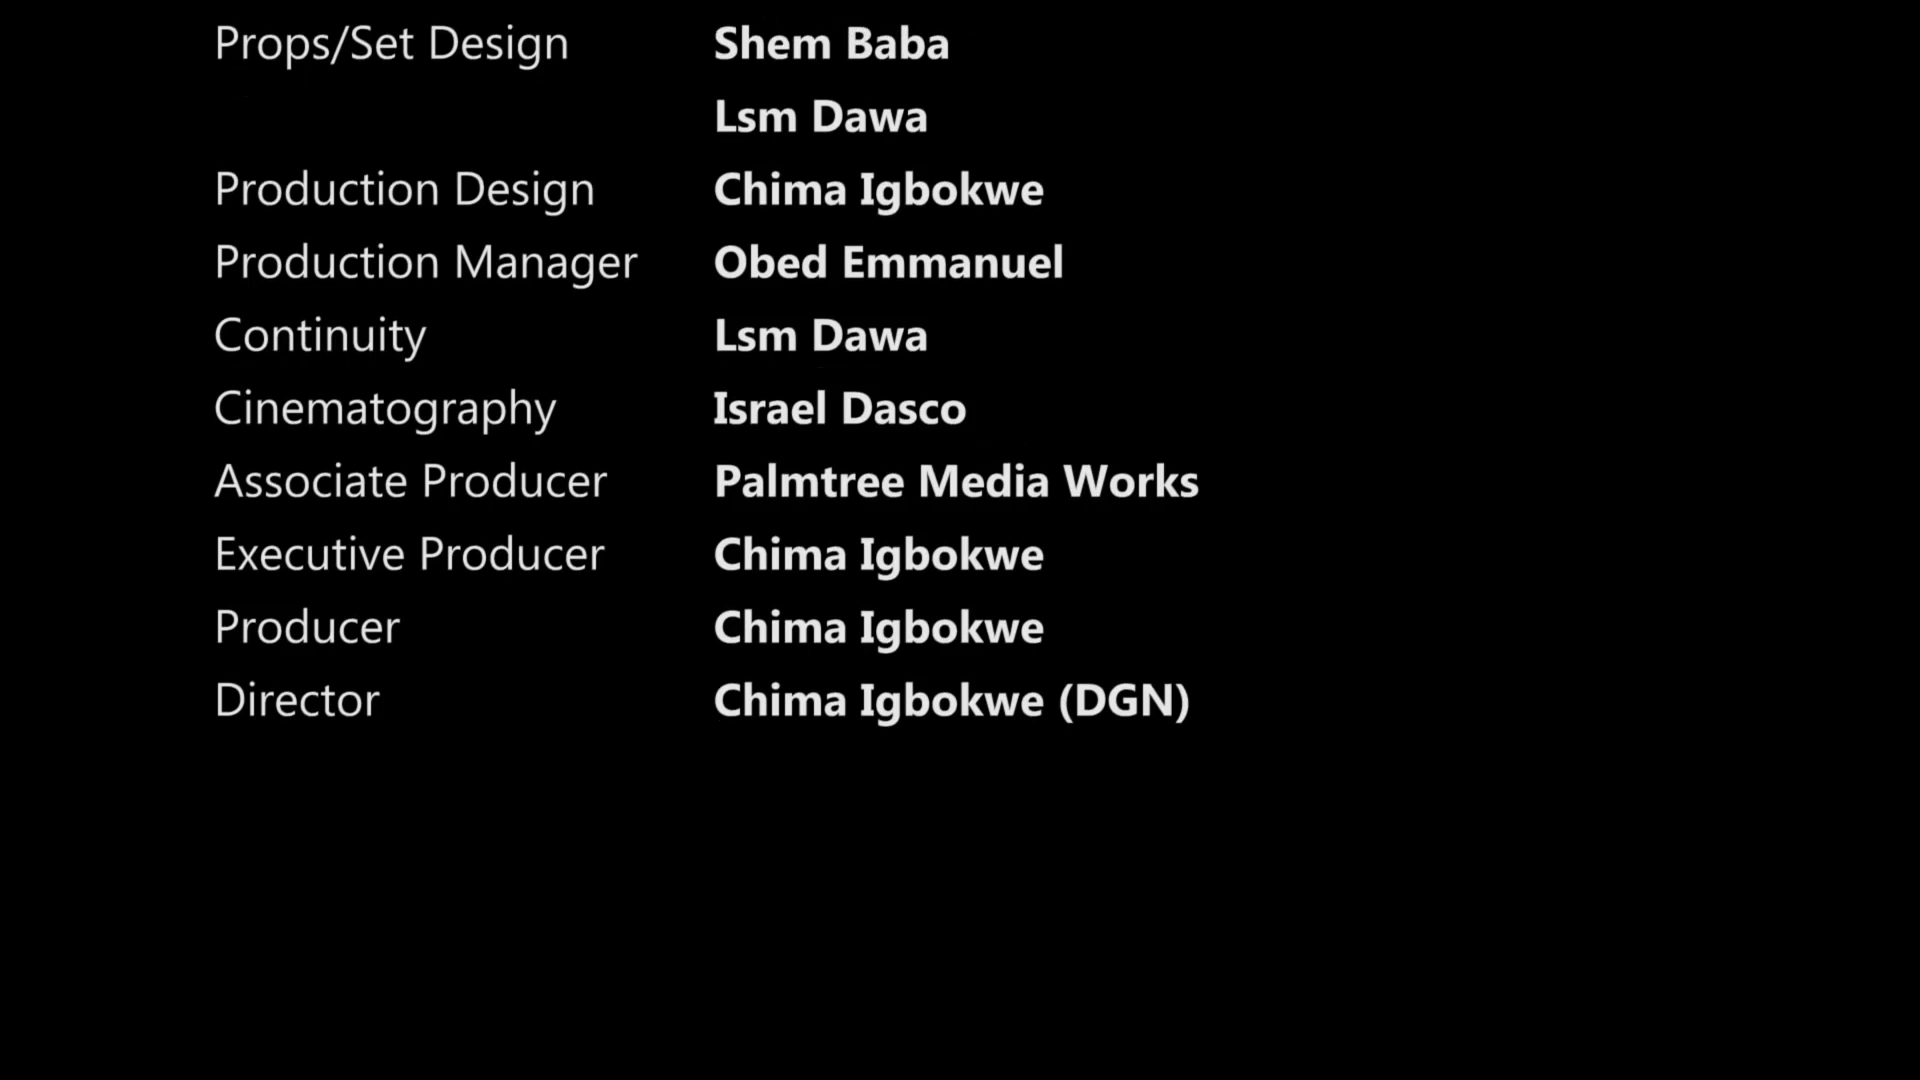 Props/Set Design Shem Baba
Lsm Dawa
Production Design Chima Igbokwe
Production Manager Obed Emmanuel
Continuity Lsm Dawa
Cinematography Israel Dasco
Associate Producer Palmtree Media Works
Executive Producer Chima Igbokwe
Producer Chima Igbokwe
Director Chima Igbokwe (DGN)